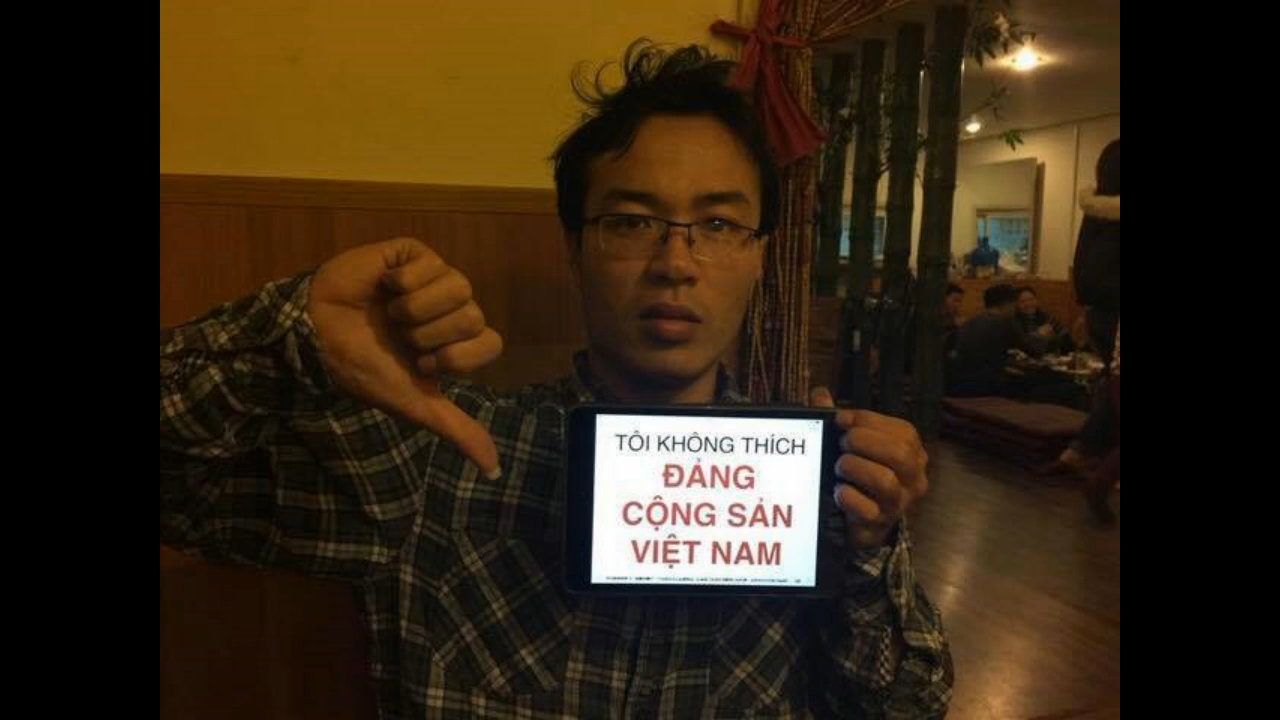 TÔI KHÔNG THÍCH
ĐẢNG
CỘNG SẢN
VIỆT NAM